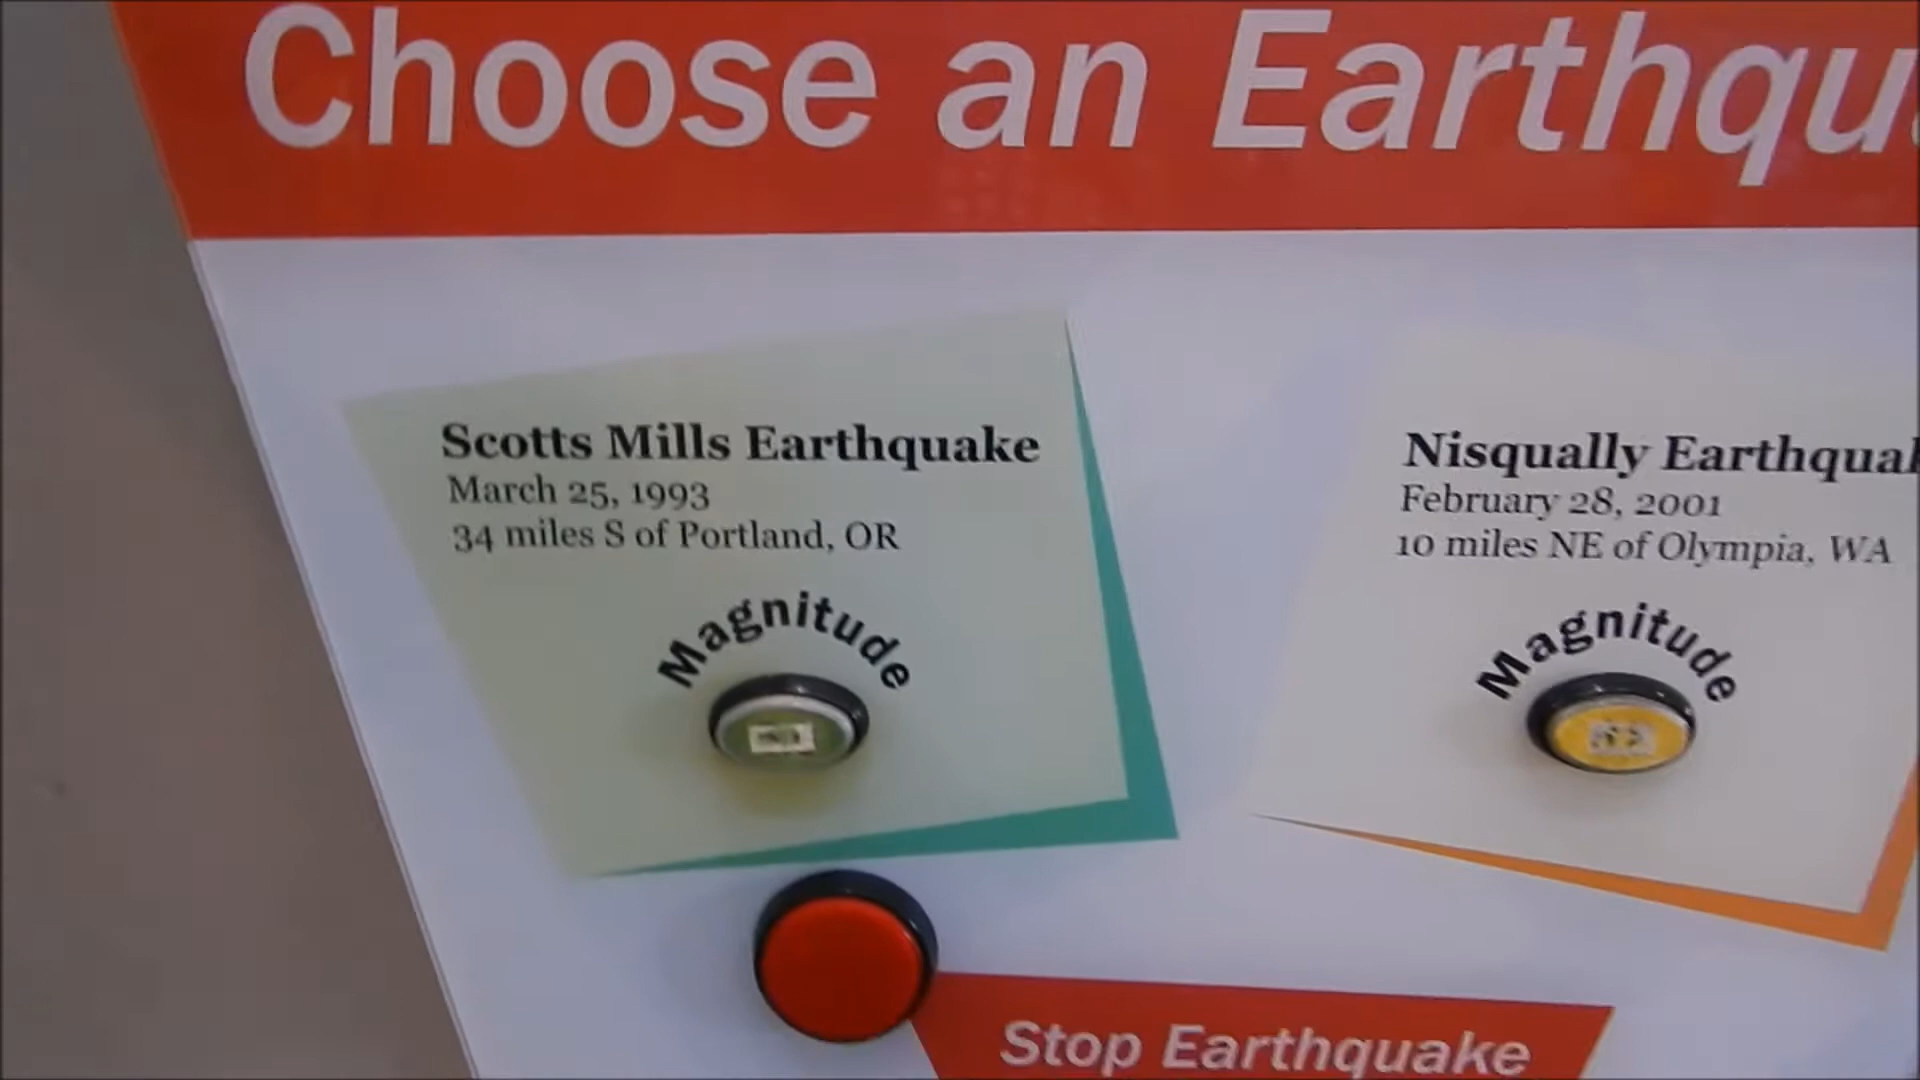 Choose an Earthqu
Scotts Mills Earthquake
March 25, 1993
34 miles S of Portland, OR
Magnitude
Nisqually Earthqual
February 28, 2001
10 miles NE of Olympia, WA
Magnitude
Stop Earthquake